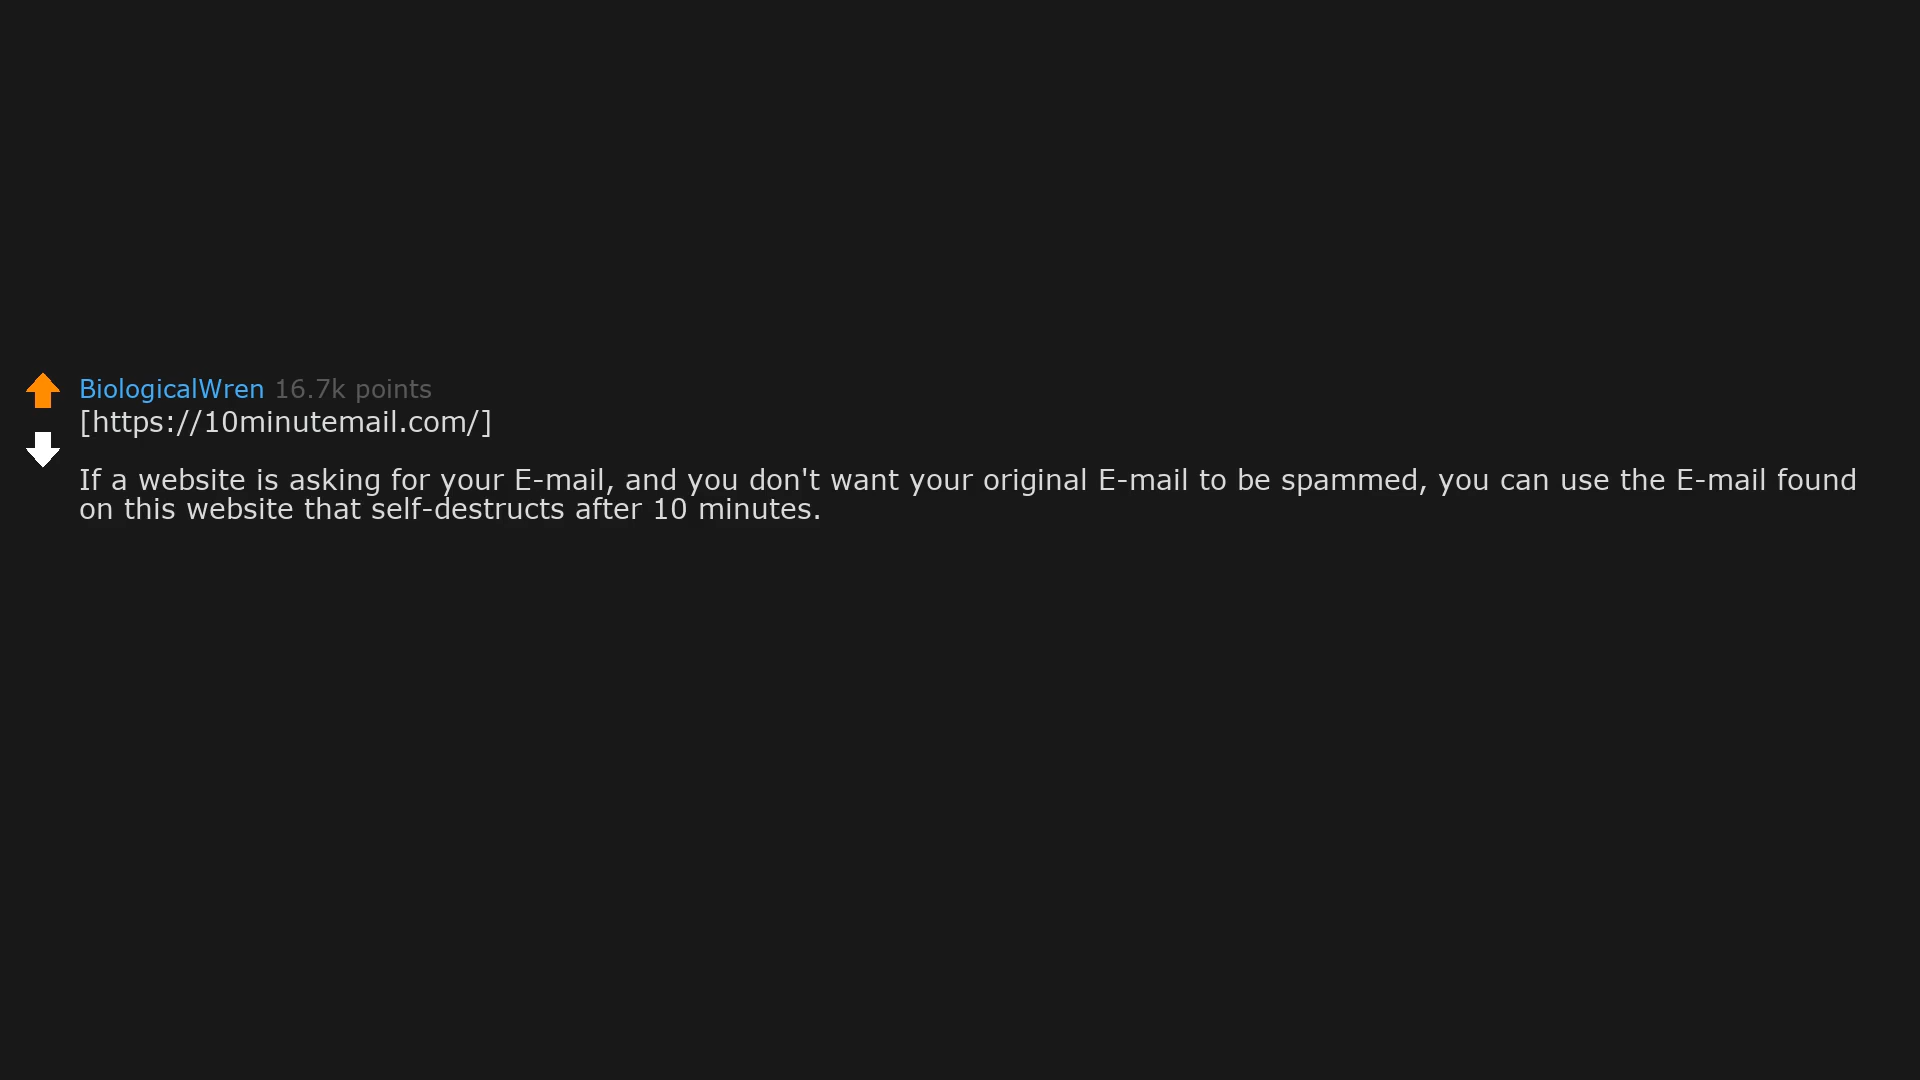 BiologicalWren 16.7k points
[https://10minutemail.com/]
If a website is asking for your E-mail, and you don't want your original E-mail to be spammed, you can use the E-mail found
on this website that self-destructs after 10 minutes.